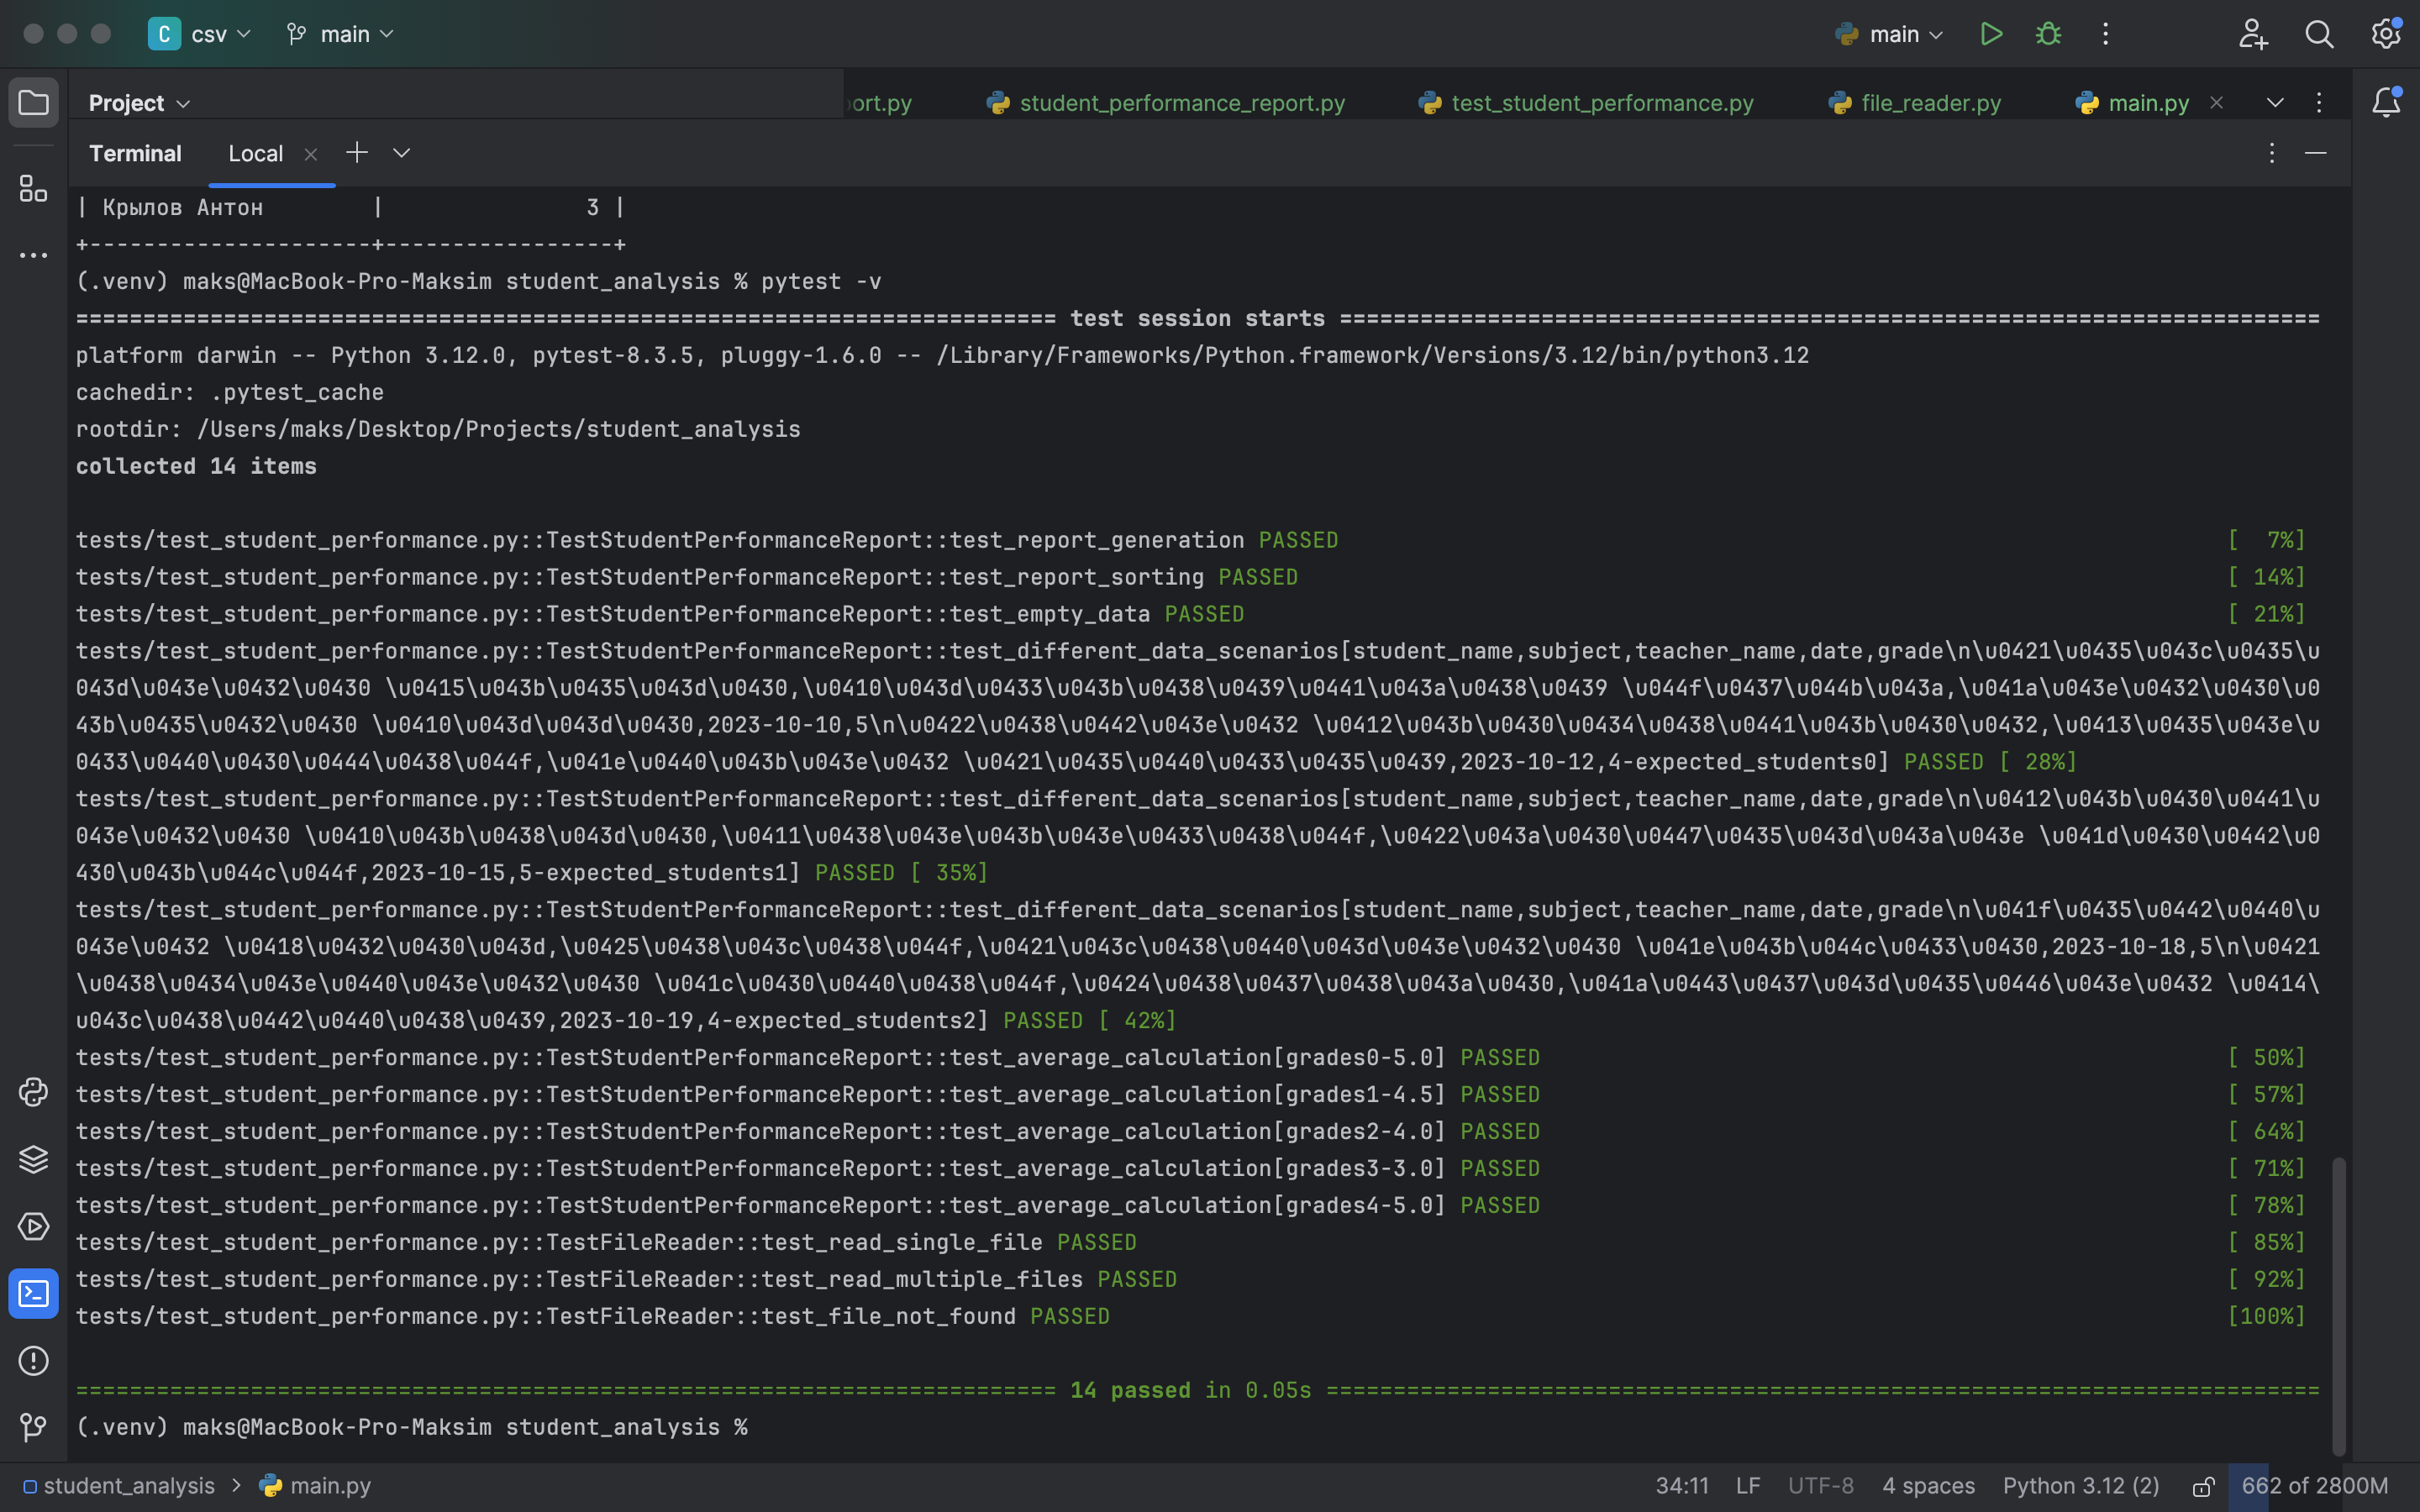 C csv main main
Project ort.py student_performance_report.py test_student_performance.py file_reader.py main.py
Terminal Local
| Крылов Антон        |               3 |
+---------------------+-----------------+
(.venv) maks@MacBook-Pro-Maksim student_analysis % pytest -v
========================================================================= test session starts =========================================================================
platform darwin -- Python 3.12.0, pytest-8.3.5, pluggy-1.6.0 -- /Library/Frameworks/Python.framework/Versions/3.12/bin/python3.12
cachedir: .pytest_cache
rootdir: /Users/maks/Desktop/Projects/student_analysis
collected 14 items
tests/test_student_performance.py::TestStudentPerformanceReport::test_report_generation PASSED [  7%]
tests/test_student_performance.py::TestStudentPerformanceReport::test_report_sorting PASSED [ 14%]
tests/test_student_performance.py::TestStudentPerformanceReport::test_empty_data PASSED [ 21%]
tests/test_student_performance.py::TestStudentPerformanceReport::test_different_data_scenarios[student_name,subject,teacher_name,date,grade\n\u0421\u0435\u043c\u0435\u
043d\u043e\u0432\u0430 \u0415\u043b\u0435\u043d\u0430,\u0410\u043d\u0433\u043b\u0438\u0439\u0441\u043a\u0438\u0439 \u044f\u0437\u044b\u043a,\u041a\u043e\u0432\u0430\u0
43b\u0435\u0432\u0430 \u0410\u043d\u043d\u0430,2023-10-10,5\n\u0422\u0438\u0442\u043e\u0432 \u0412\u043b\u0430\u0434\u0438\u0441\u043b\u0430\u0432,\u0413\u0435\u043e\u
0433\u0440\u0430\u0444\u0438\u044f,\u041e\u0440\u043b\u043e\u0432 \u0421\u0435\u0440\u0433\u0435\u0439,2023-10-12,4-expected_students0] PASSED [ 28%]
tests/test_student_performance.py::TestStudentPerformanceReport::test_different_data_scenarios[student_name,subject,teacher_name,date,grade\n\u0412\u043b\u0430\u0441\u
043e\u0432\u0430 \u0410\u043b\u0438\u043d\u0430,\u0411\u0438\u043e\u043b\u043e\u0433\u0438\u044f,\u0422\u043a\u0430\u0447\u0435\u043d\u043a\u043e \u041d\u0430\u0442\u0
430\u043b\u044c\u044f,2023-10-15,5-expected_students1] PASSED [ 35%]
tests/test_student_performance.py::TestStudentPerformanceReport::test_different_data_scenarios[student_name,subject,teacher_name,date,grade\n\u041f\u0435\u0442\u0440\u
043e\u0432 \u0418\u0432\u0430\u043d,\u0425\u0438\u043c\u0438\u044f,\u0421\u043c\u0438\u0440\u043d\u043e\u0432\u0430 \u041e\u043b\u044c\u0433\u0430,2023-10-18,5\n\u0421
\u0438\u0434\u043e\u0440\u043e\u0432\u0430 \u041c\u0430\u0440\u0438\u044f,\u0424\u0438\u0437\u0438\u043a\u0430,\u041a\u0443\u0437\u043d\u0435\u0446\u043e\u0432 \u0414\
u043c\u0438\u0442\u0440\u0438\u0439,2023-10-19,4-expected_students2] PASSED [ 42%]
tests/test_student_performance.py::TestStudentPerformanceReport::test_average_calculation[grades0-5.0] PASSED [ 50%]
tests/test_student_performance.py::TestStudentPerformanceReport::test_average_calculation[grades1-4.5] PASSED [ 57%]
tests/test_student_performance.py::TestStudentPerformanceReport::test_average_calculation[grades2-4.0] PASSED [ 64%]
tests/test_student_performance.py::TestStudentPerformanceReport::test_average_calculation[grades3-3.0] PASSED [ 71%]
tests/test_student_performance.py::TestStudentPerformanceReport::test_average_calculation[grades4-5.0] PASSED [ 78%]
tests/test_student_performance.py::TestFileReader::test_read_single_file PASSED [ 85%]
tests/test_student_performance.py::TestFileReader::test_read_multiple_files PASSED [ 92%]
tests/test_student_performance.py::TestFileReader::test_file_not_found PASSED [100%]
========================================================================= 14 passed in 0.05s ==========================================================================
(.venv) maks@MacBook-Pro-Maksim student_analysis %
student_analysis > main.py 34:11 LF UTF-8 4 spaces Python 3.12 (2) 662 of 2800M